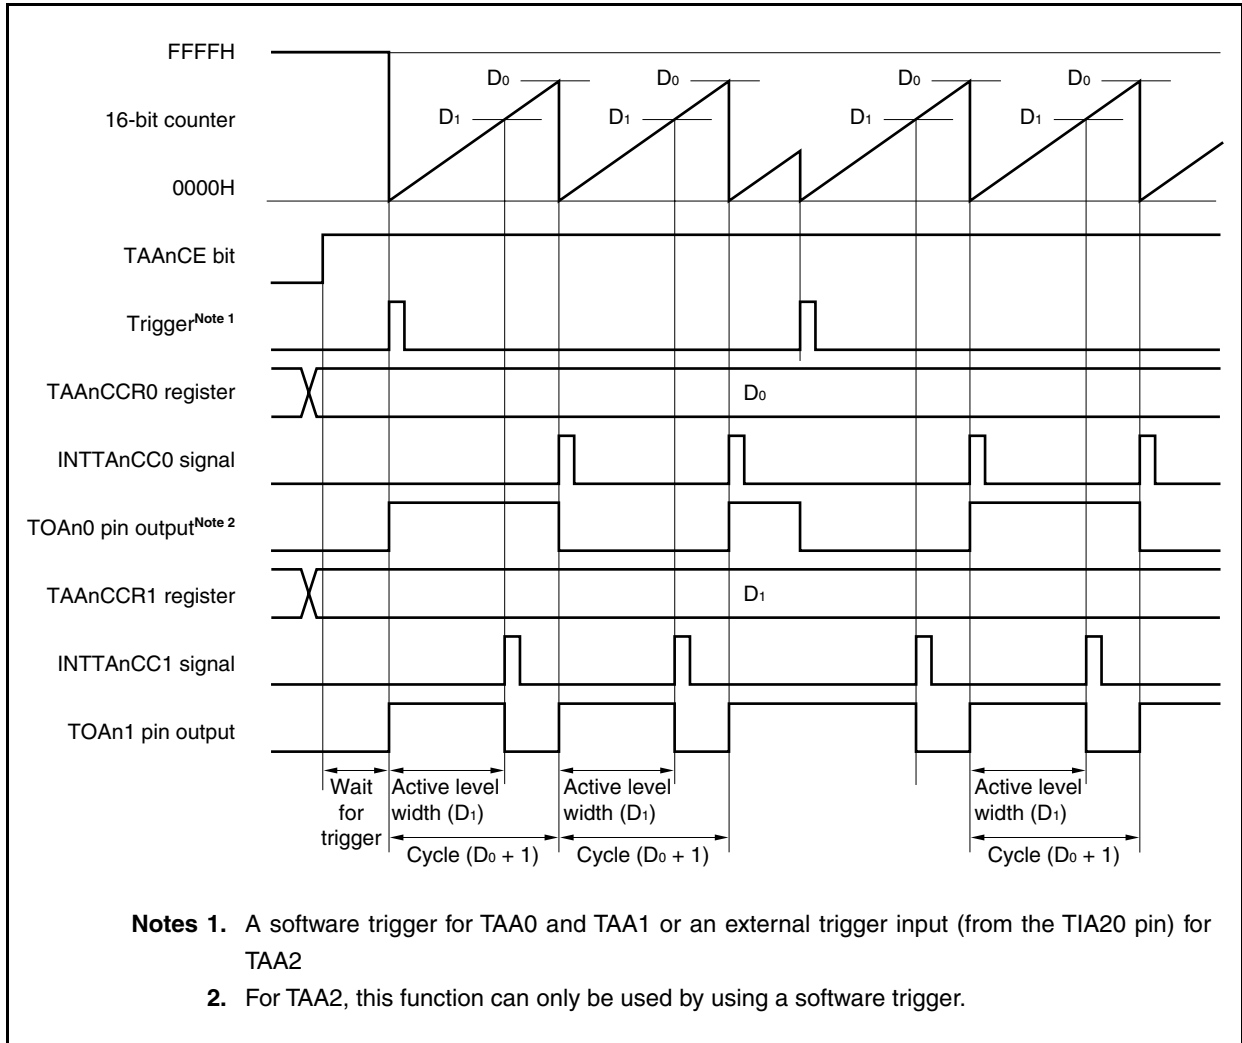 FFFFH
D0 D0 D0 D0
16-bit counter
D1 D1 D1 D1
0000H
TAAnCE bit
TriggerNote 1
TAAnCCR0 register
D0
INTTAnCC0 signal
TOAn0 pin outputNote 2
TAAnCCR1 register
D1
INTTAnCC1 signal
TOAn1 pin output
Wait for trigger
Active level width (D1)
Active level width (D1)
Active level width (D1)
Cycle (D0 + 1)
Cycle (D0 + 1)
Cycle (D0 + 1)
Notes 1. A software trigger for TAA0 and TAA1 or an external trigger input (from the TIA20 pin) for
TAA2
2. For TAA2, this function can only be used by using a software trigger.